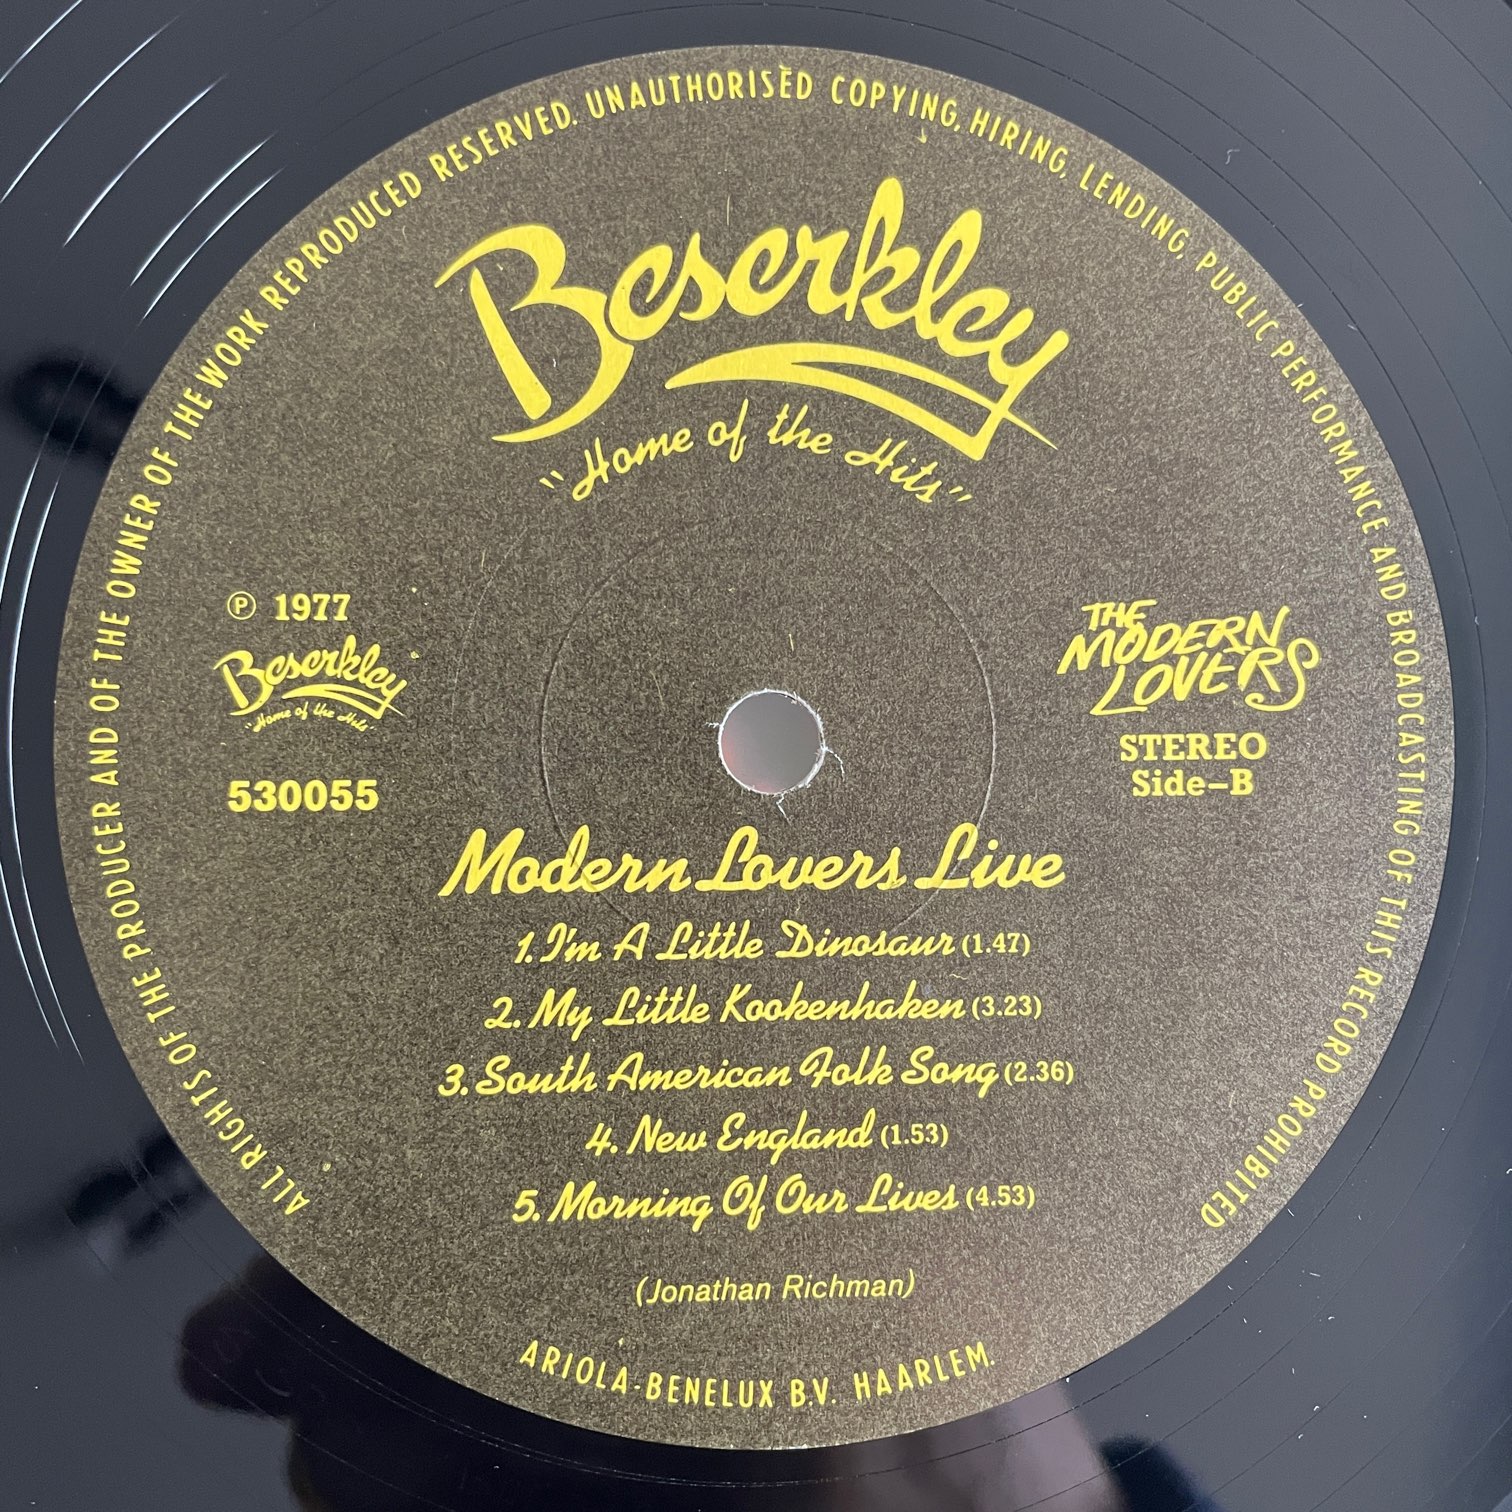 ALL RIGHTS OF THE PRODUCER AND OF THE OWNER OF THE WORK REPRODUCED RESERVED. UNAUTHORISED COPYING, HIRING, LENDING, PUBLIC PERFORMANCE AND BROADCASTING OF THIS RECORD PROHIBITED
Beserkley
"Home of the Hits"
℗ 1977
Beserkley
"Home of the Hits"
530055
THE
MODERN
LOVERS
STEREO
Side-B
Modern Lovers Live
1. I'm A Little Dinosaur (1.47)
2. My Little Kookenhaken (3.23)
3. South American Folk Song (2.36)
4. New England (1.53)
5. Morning Of Our Lives (4.53)
(Jonathan Richman)
ARIOLA-BENELUX B.V. HAARLEM.